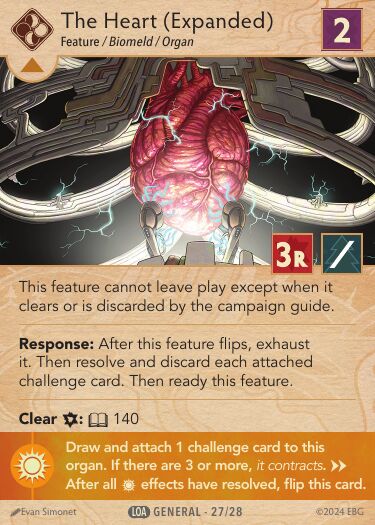 The Heart (Expanded)
Feature / Biomeld / Organ
2
3R
This feature cannot leave play except when it
clears or is discarded by the campaign guide.
Response: After this feature flips, exhaust
it. Then resolve and discard each attached
challenge card. Then ready this feature.
Clear : 140
Draw and attach 1 challenge card to this
organ. If there are 3 or more, it contracts.
After all effects have resolved, flip this card.
Evan Simonet
LOA GENERAL - 27/28
©2024 EBG